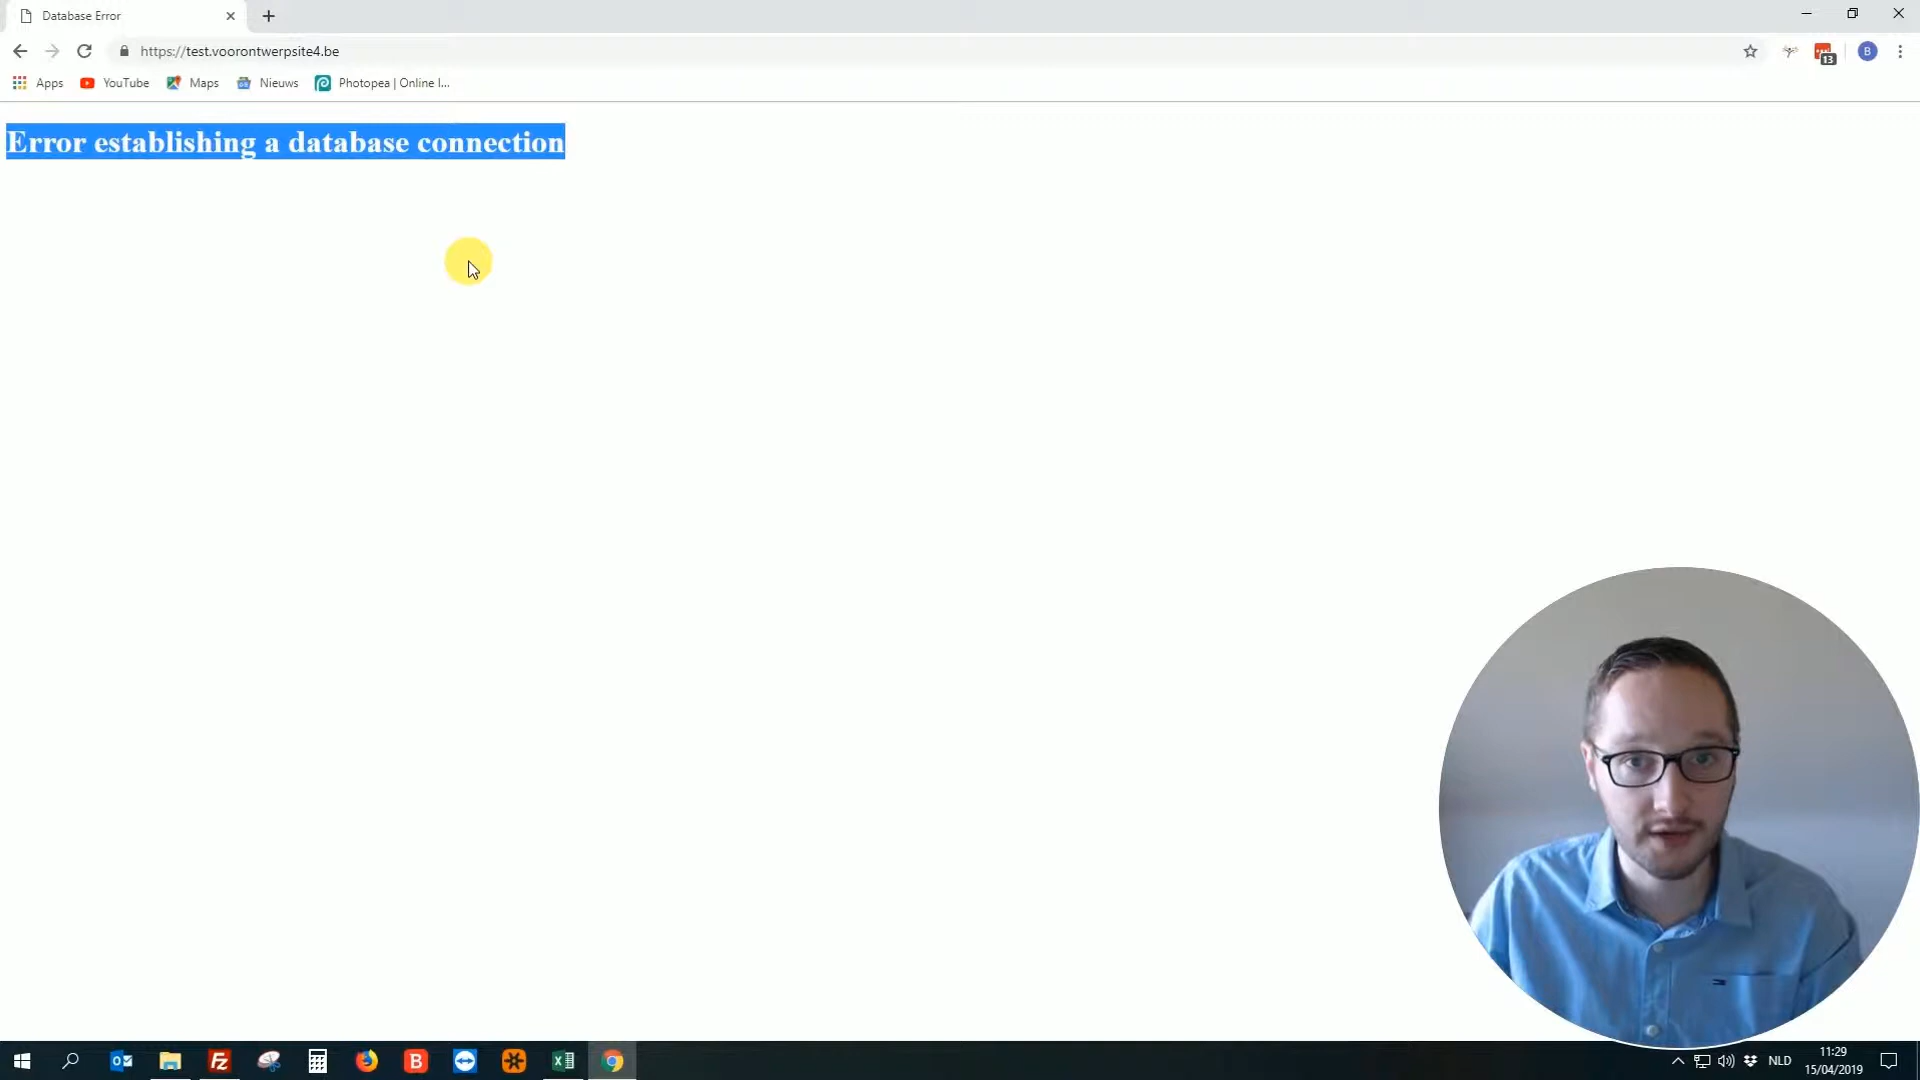 Database Error
https://test.voorontwerpsite4.be
13
B
Apps
YouTube
Maps
Nieuws
Photopea | Online I...
Error establishing a database connection
NLD
11:29
15/04/2019